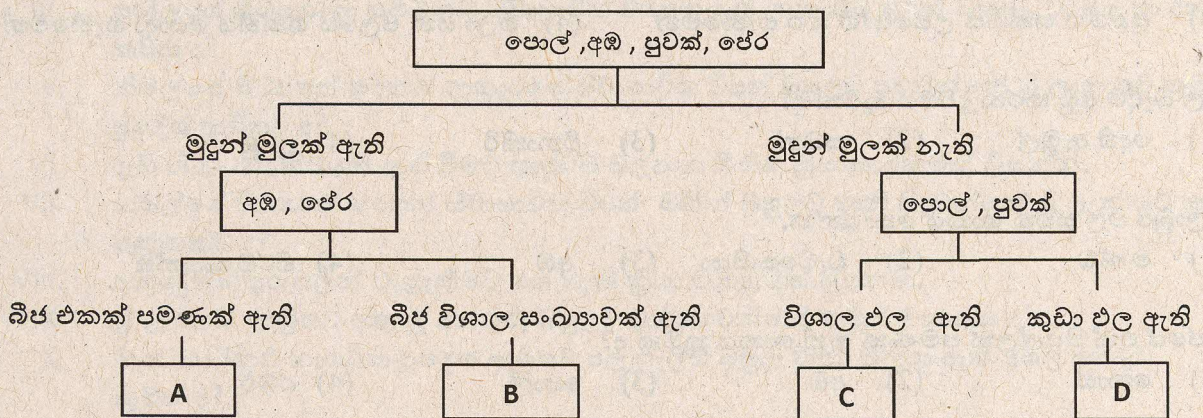 පොල් ,අඹ , පුවක්, පේර
මුදුන් මුලක් ඇති
මුදුන් මුලක් නැති
අඹ , පේර
පොල් , පුවක්
බීජ එකක් පමණක් ඇති
බීජ විශාල සංඛ්‍යාවක් ඇති
විශාල ඵල ඇති
කුඩා ඵල ඇති
A
B
C
D